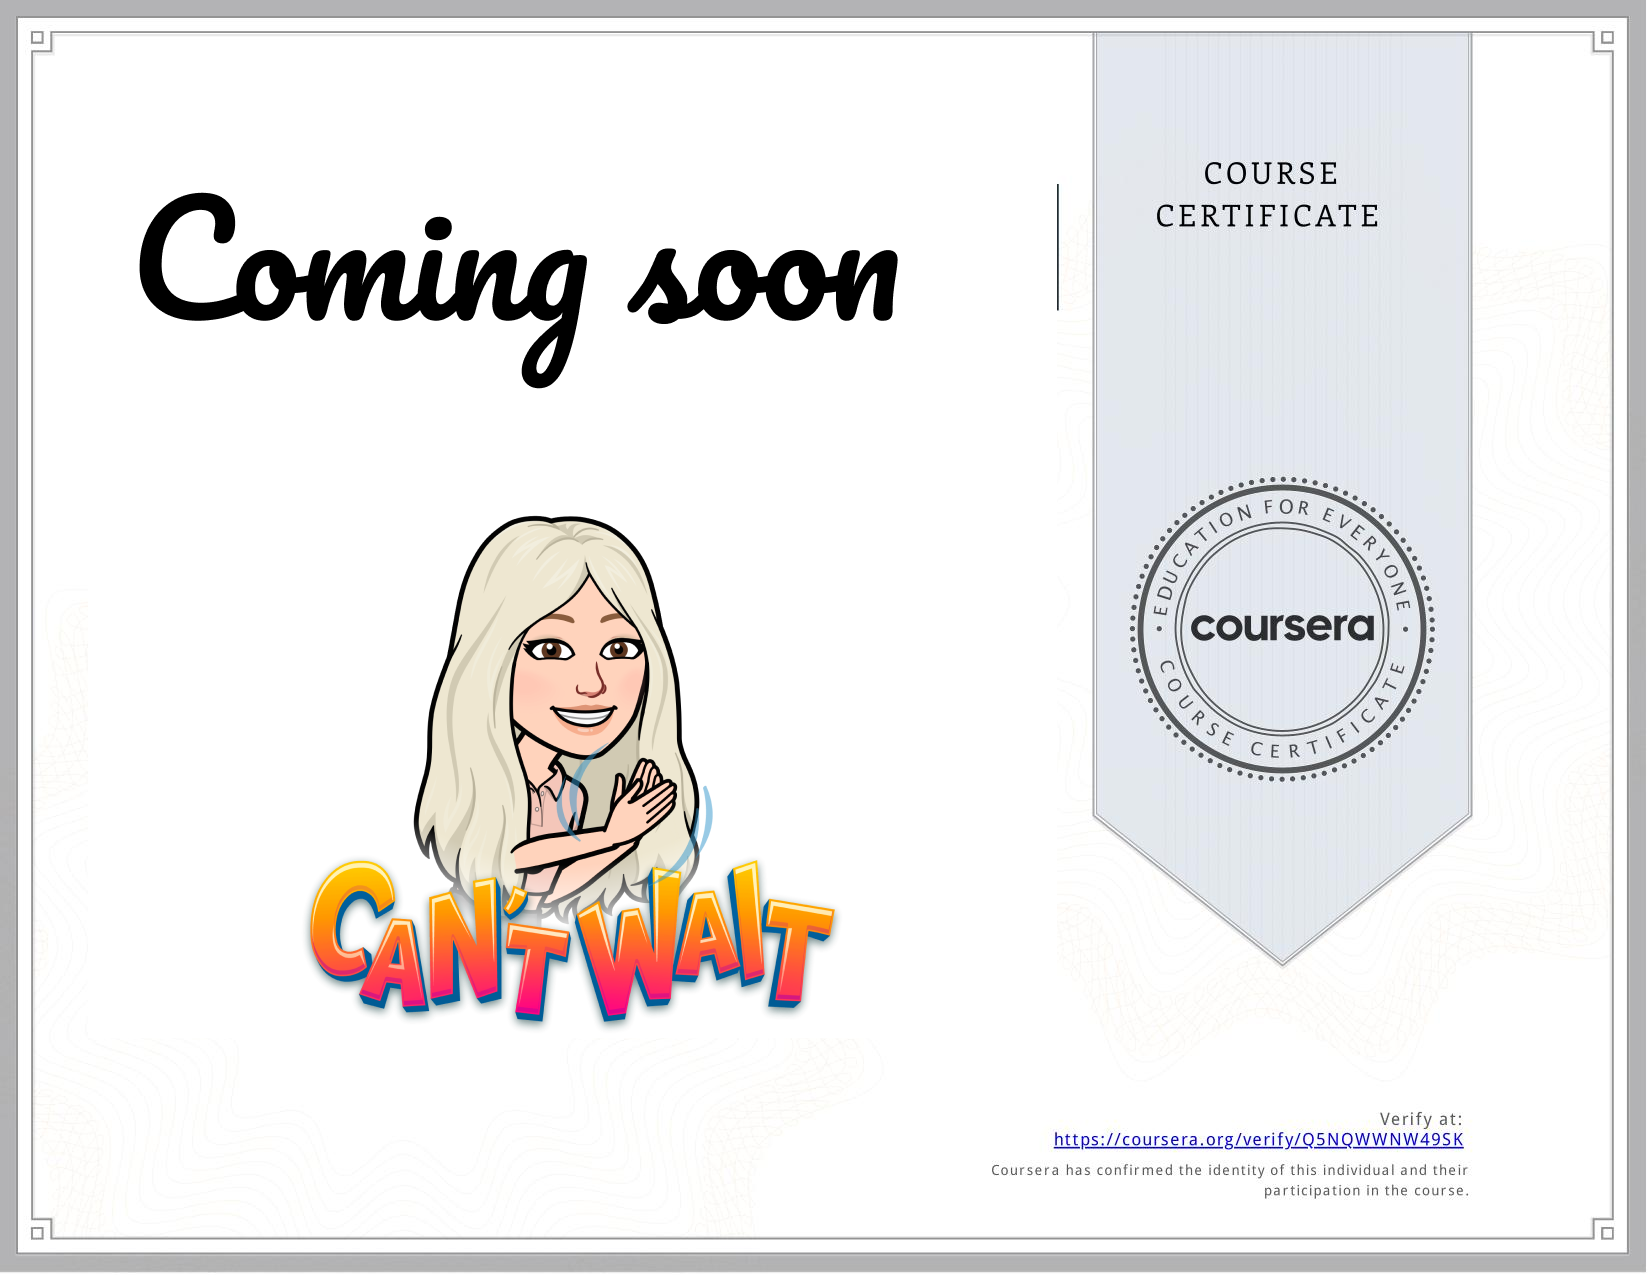 Coming soon
CAN'T WAIT
COURSE
CERTIFICATE
EDUCATION FOR EVERYONE
coursera
COURSE CERTIFICATE
Verify at:
https://coursera.org/verify/Q5NQWWNW49SK
Coursera has confirmed the identity of this individual and their
participation in the course.